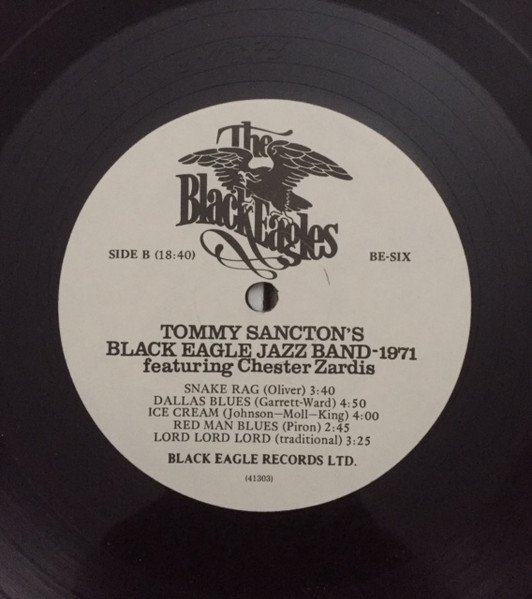 The
Black Eagles
SIDE B (18:40)
BE-SIX
TOMMY SANCTON'S
BLACK EAGLE JAZZ BAND-1971
featuring Chester Zardis
SNAKE RAG (Oliver) 3:40
DALLAS BLUES (Garrett-Ward) 4:50
ICE CREAM (Johnson—Moll—King) 4:00
RED MAN BLUES (Piron) 2:45
LORD LORD LORD (traditional) 3:25
BLACK EAGLE RECORDS LTD.
(41303)